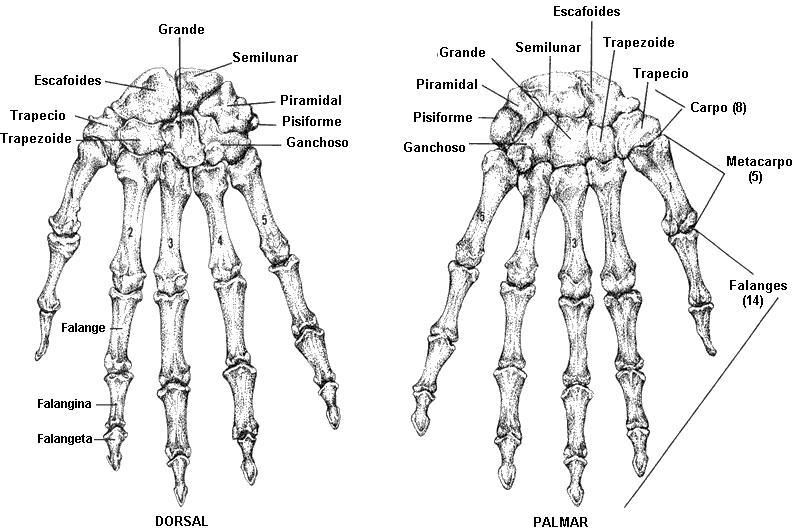 Grande
Semilunar
Escafoides
Piramidal
Trapecio
Pisiforme
Trapezoide
Ganchoso
1
2
3
4
5
Falange
Falangina
Falangeta
DORSAL
Escafoides
Grande
Semilunar
Trapezoide
Piramidal
Trapecio
Pisiforme
Carpo (8)
Ganchoso
Metacarpo
(5)
5
4
3
2
1
Falanges
(14)
PALMAR